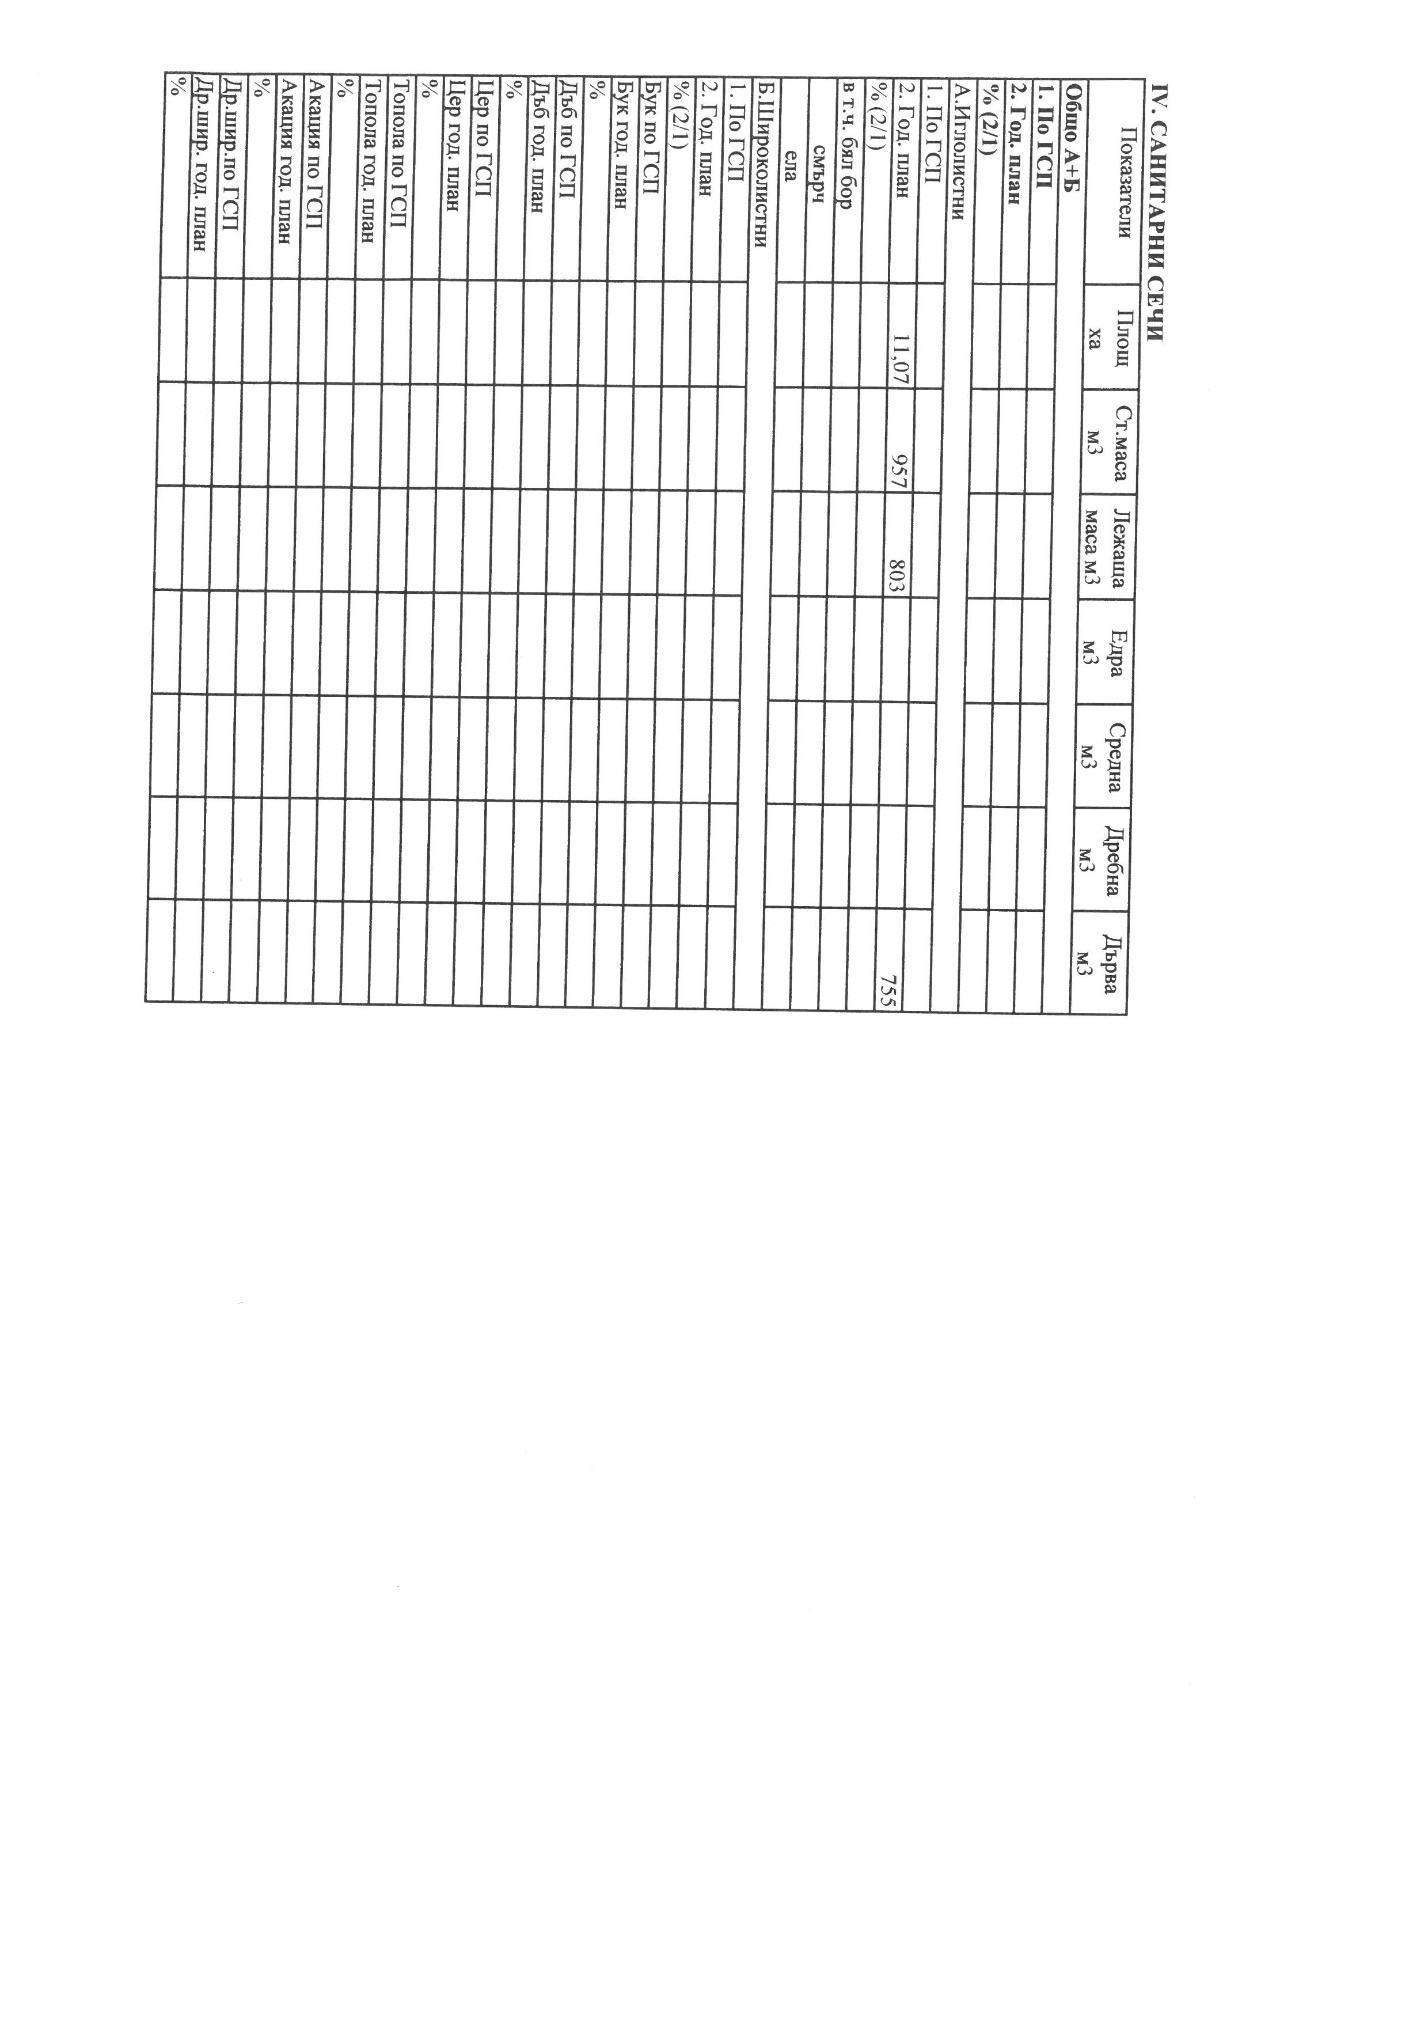 IV. САНИТАРНИ СЕЧИ
Показатели Площ ха Ст.маса м3 Лежаща маса м3 Едра м3 Средна м3 Дребна м3 Дърва м3
Общо А+Б
1. По ГСП
2. Год. план
% (2/1)
А.Иглолистни
1. По ГСП
2. Год. план 11,07 957 803 755
% (2/1)
в т.ч. бял бор
смърч
ела
Б.Широколистни
1. По ГСП
2. Год. план
% (2/1)
Бук по ГСП
Бук год. план
%
Дъб по ГСП
Дъб год. план
%
Цер по ГСП
Цер год. план
%
Топола по ГСП
Топола год. план
%
Акация по ГСП
Акация год. план
%
Др.шир.по ГСП
Др.шир. год. план
%